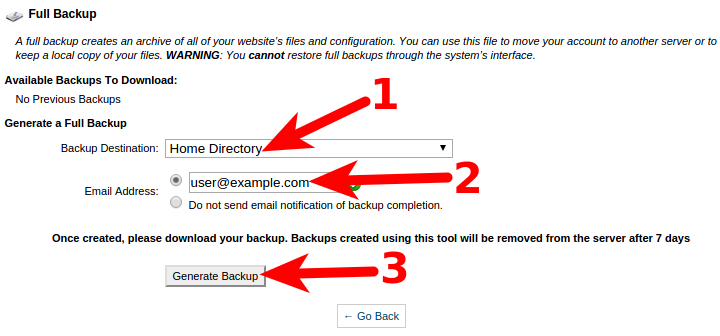 Full Backup
A full backup creates an archive of all of your website's files and configuration. You can use this file to move your account to another server or to
keep a local copy of your files. WARNING: You cannot restore full backups through the system's interface.
Available Backups To Download:
No Previous Backups
1
Generate a Full Backup
Backup Destination: Home Directory
Email Address: user@example.com
2
Do not send email notification of backup completion.
Once created, please download your backup. Backups created using this tool will be removed from the server after 7 days
Generate Backup
3
← Go Back